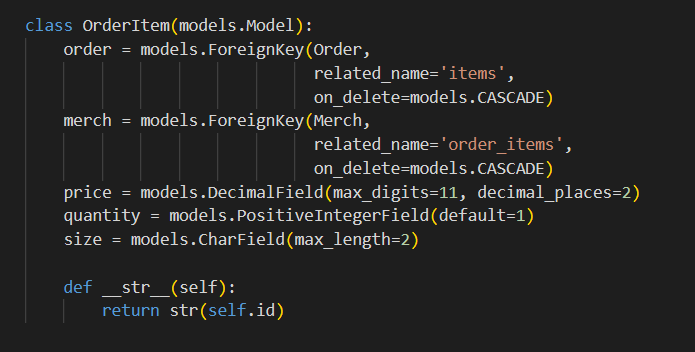 class OrderItem(models.Model):
    order = models.ForeignKey(Order,
                              related_name='items',
                              on_delete=models.CASCADE)
    merch = models.ForeignKey(Merch,
                              related_name='order_items',
                              on_delete=models.CASCADE)
    price = models.DecimalField(max_digits=11, decimal_places=2)
    quantity = models.PositiveIntegerField(default=1)
    size = models.CharField(max_length=2)

    def __str__(self):
        return str(self.id)